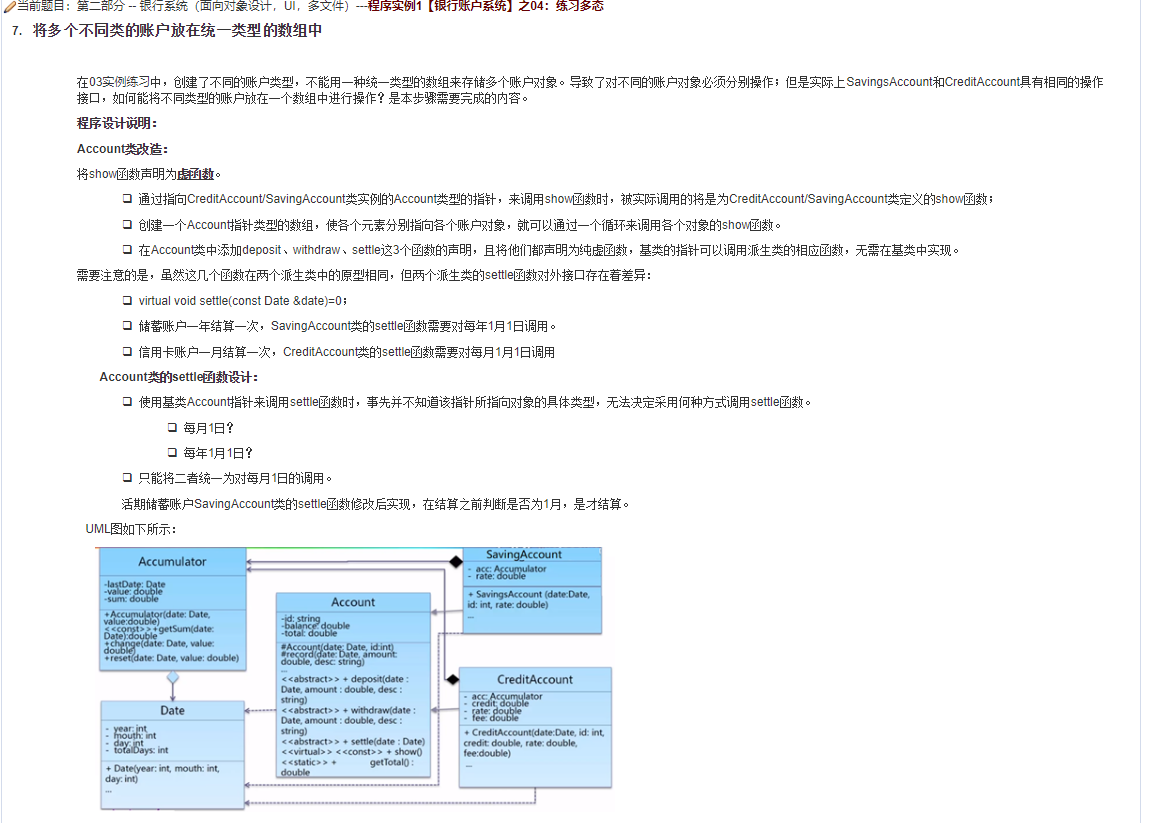 当前题目：第二部分 -- 银行系统（面向对象设计，UI，多文件）---程序实例1【银行账户系统】之04：练习多态
7. 将多个不同类的账户放在统一类型的数组中
在03实例练习中，创建了不同的账户类型，不能用一种统一类型的数组来存储多个账户对象。导致了对不同的账户对象必须分别操作；但是实际上SavingsAccount和CreditAccount具有相同的操作
接口，如何能将不同类型的账户放在一个数组中进行操作？是本步骤需要完成的内容。
程序设计说明：
Account类改造：
将show函数声明为虚函数。
❑ 通过指向CreditAccount/SavingAccount类实例的Account类型的指针，来调用show函数时，被实际调用的将是为CreditAccount/SavingAccount类定义的show函数；
❑ 创建一个Account指针类型的数组，使各个元素分别指向各个账户对象，就可以通过一个循环来调用各个对象的show函数。
❑ 在Account类中添加deposit、withdraw、settle这3个函数的声明，且将他们都声明为纯虚函数，基类的指针可以调用派生类的相应函数，无需在基类中实现。
需要注意的是，虽然这几个函数在两个派生类中的原型相同，但两个派生类的settle函数对外接口存在着差异：
❑ virtual void settle(const Date &date)=0；
❑ 储蓄账户一年结算一次，SavingAccount类的settle函数需要对每年1月1日调用。
❑ 信用卡账户一月结算一次，CreditAccount类的settle函数需要对每月1月1日调用
Account类的settle函数设计：
❑ 使用基类Account指针来调用settle函数时，事先并不知道该指针所指向对象的具体类型，无法决定采用何种方式调用settle函数。
❑ 每月1日？
❑ 每年1月1日？
❑ 只能将二者统一为对每月1日的调用。
活期储蓄账户SavingAccount类的settle函数修改后实现，在结算之前判断是否为1月，是才结算。
UML图如下所示：
Accumulator
-lastDate: Date
-value: double
-sum: double
+Accumulator(date: Date,
value:double)
<<const>>+getSum(date:
Date):double
+change(date: Date, value:
double)
+reset(date: Date, value: double)
Date
- year: int
- mouth: int
- day: int
- totalDays: int
+ Date(year: int, mouth: int,
day: int)
...
Account
-id: string
-balance: double
-total: double
#Account(date: Date, id:int)
#record(date: Date, amount:
double, desc: string)
...
<<abstract>> + deposit(date :
Date, amount : double, desc :
string)
<<abstract>> + withdraw(date :
Date, amount : double, desc :
string)
<<abstract>> + settle(date : Date)
<<virtual>> <<const>> + show()
<<static>> + getTotal() :
double
SavingAccount
- acc: Accumulator
- rate: double
+ SavingsAccount (date:Date,
id: int, rate: double)
...
CreditAccount
- acc: Accumulator
- credit: double
- rate: double
- fee: double
+ CreditAccount(date:Date, id: int,
credit: double, rate: double,
fee:double)
...